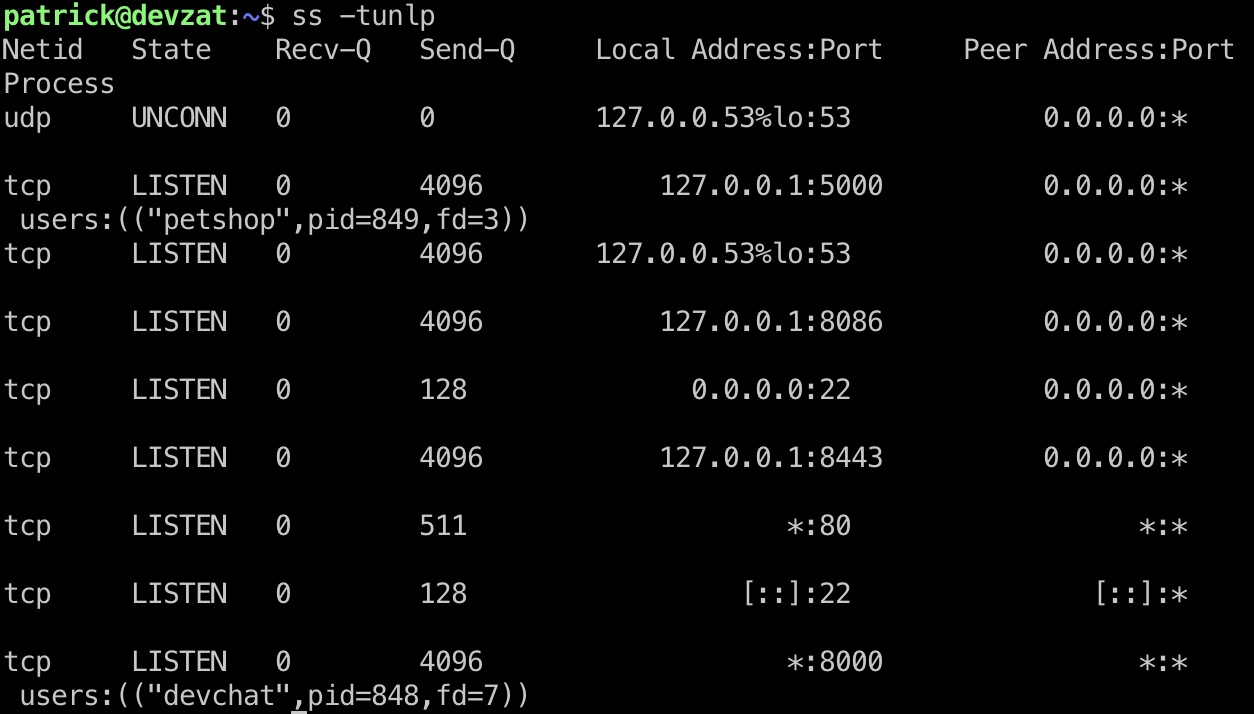 patrick@devzat:~$ ss -tunlp
Netid   State    Recv-Q   Send-Q     Local Address:Port     Peer Address:Port
Process
udp     UNCONN   0        0          127.0.0.53%lo:53            0.0.0.0:*
tcp     LISTEN   0        4096           127.0.0.1:5000          0.0.0.0:*
 users:(("petshop",pid=849,fd=3))
tcp     LISTEN   0        4096       127.0.0.53%lo:53            0.0.0.0:*
tcp     LISTEN   0        4096           127.0.0.1:8086          0.0.0.0:*
tcp     LISTEN   0        128              0.0.0.0:22            0.0.0.0:*
tcp     LISTEN   0        4096           127.0.0.1:8443          0.0.0.0:*
tcp     LISTEN   0        511                    *:80                  *:*
tcp     LISTEN   0        128                 [::]:22               [::]:*
tcp     LISTEN   0        4096                   *:8000                *:*
 users:(("devchat",pid=848,fd=7))